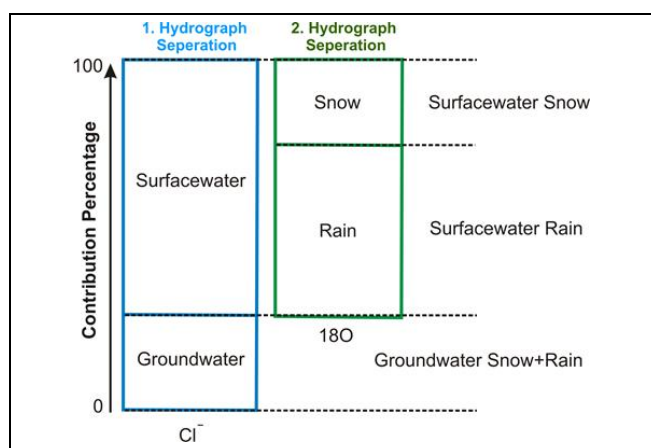 1. Hydrograph
Seperation
2. Hydrograph
Seperation
100
Snow
Surfacewater Snow
Contribution Percentage
Surfacewater
Rain
Surfacewater Rain
18O
Groundwater
Groundwater Snow+Rain
0
Cl⁻